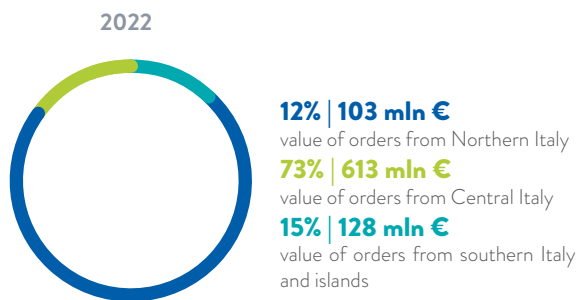 2022
12% | 103 mln €
value of orders from Northern Italy
73% | 613 mln €
value of orders from Central Italy
15% | 128 mln €
value of orders from southern Italy
and islands